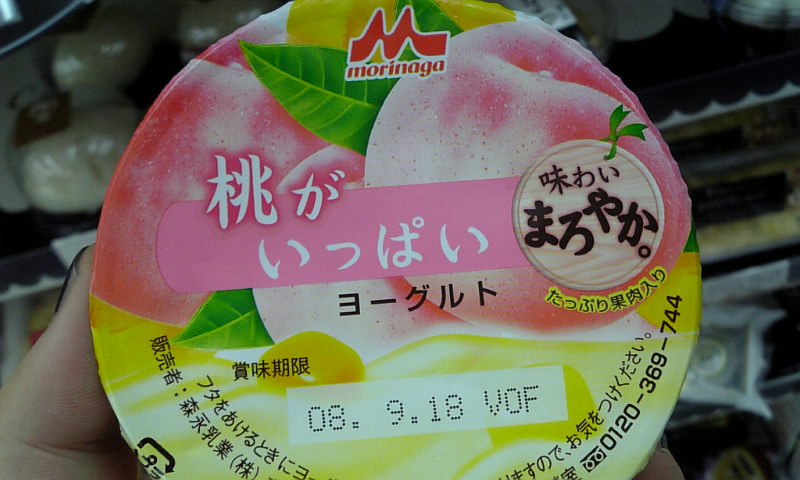 morinaga
桃が
いっぱい
ヨーグルト
味わい
まろやか。
たっぷり果肉入り
賞味期限
08. 9.18 VOF
販売者：森永乳業(株)
フタをあけるときにヨー
ますので、お気をつけください。
0120-369-744